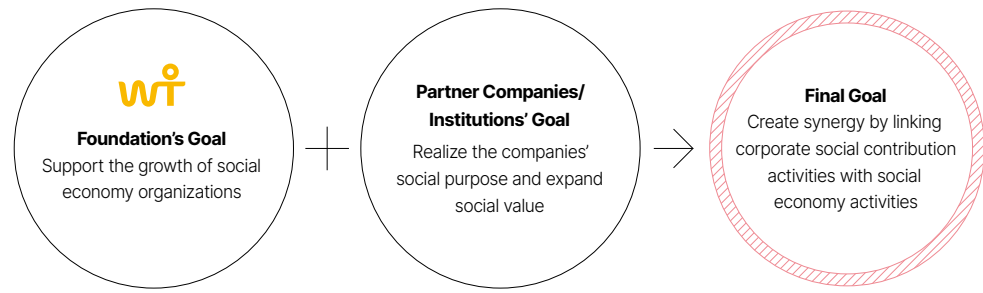 WT
Foundation's Goal
Support the growth of social
economy organizations
Partner Companies/
Institutions' Goal
Realize the companies'
social purpose and expand
social value
Final Goal
Create synergy by linking
corporate social contribution
activities with social
economy activities